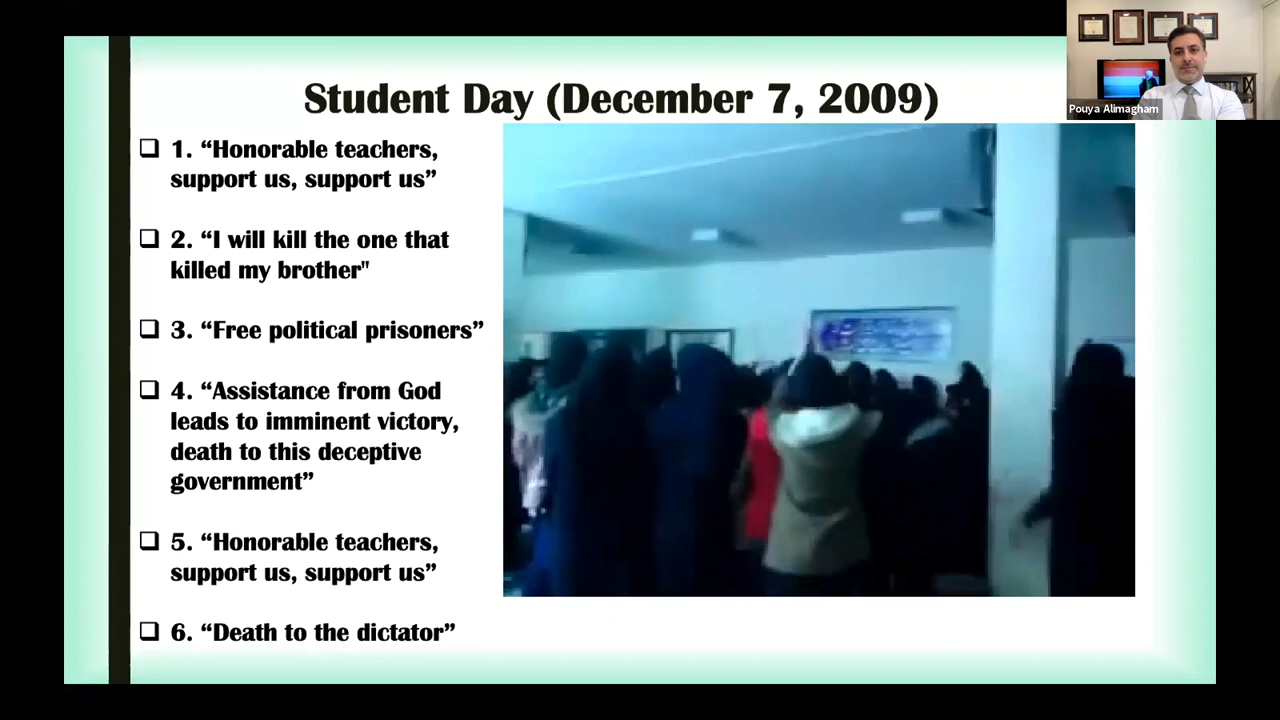 Student Day (December 7, 2009)
Pouya Alimagham
❑ 1. “Honorable teachers,
support us, support us”
❑ 2. “I will kill the one that
killed my brother"
❑ 3. “Free political prisoners”
❑ 4. “Assistance from God
leads to imminent victory,
death to this deceptive
government”
❑ 5. “Honorable teachers,
support us, support us”
❑ 6. “Death to the dictator”